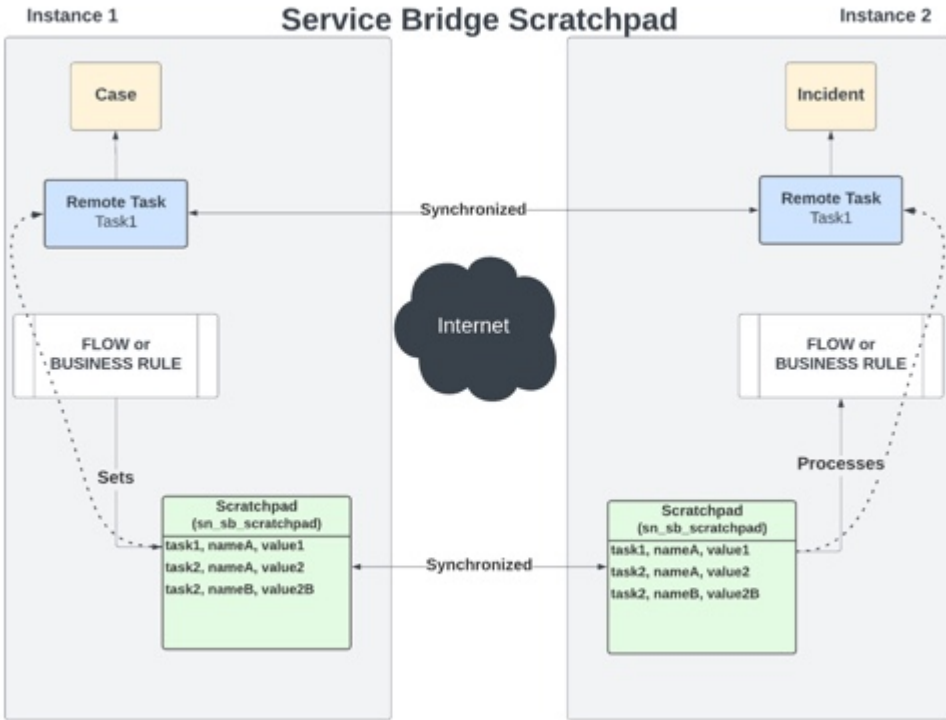 Instance 1
Service Bridge Scratchpad
Instance 2
Case
Incident
Remote Task
Task1
Synchronized
Remote Task
Task1
Internet
FLOW or
BUSINESS RULE
FLOW or
BUSINESS RULE
Sets
Processes
Scratchpad
(sn_sb_scratchpad)
task1, nameA, value1
task2, nameA, value2
task2, nameB, value2B
Synchronized
Scratchpad
(sn_sb_scratchpad)
task1, nameA, value1
task2, nameA, value2
task2, nameB, value2B